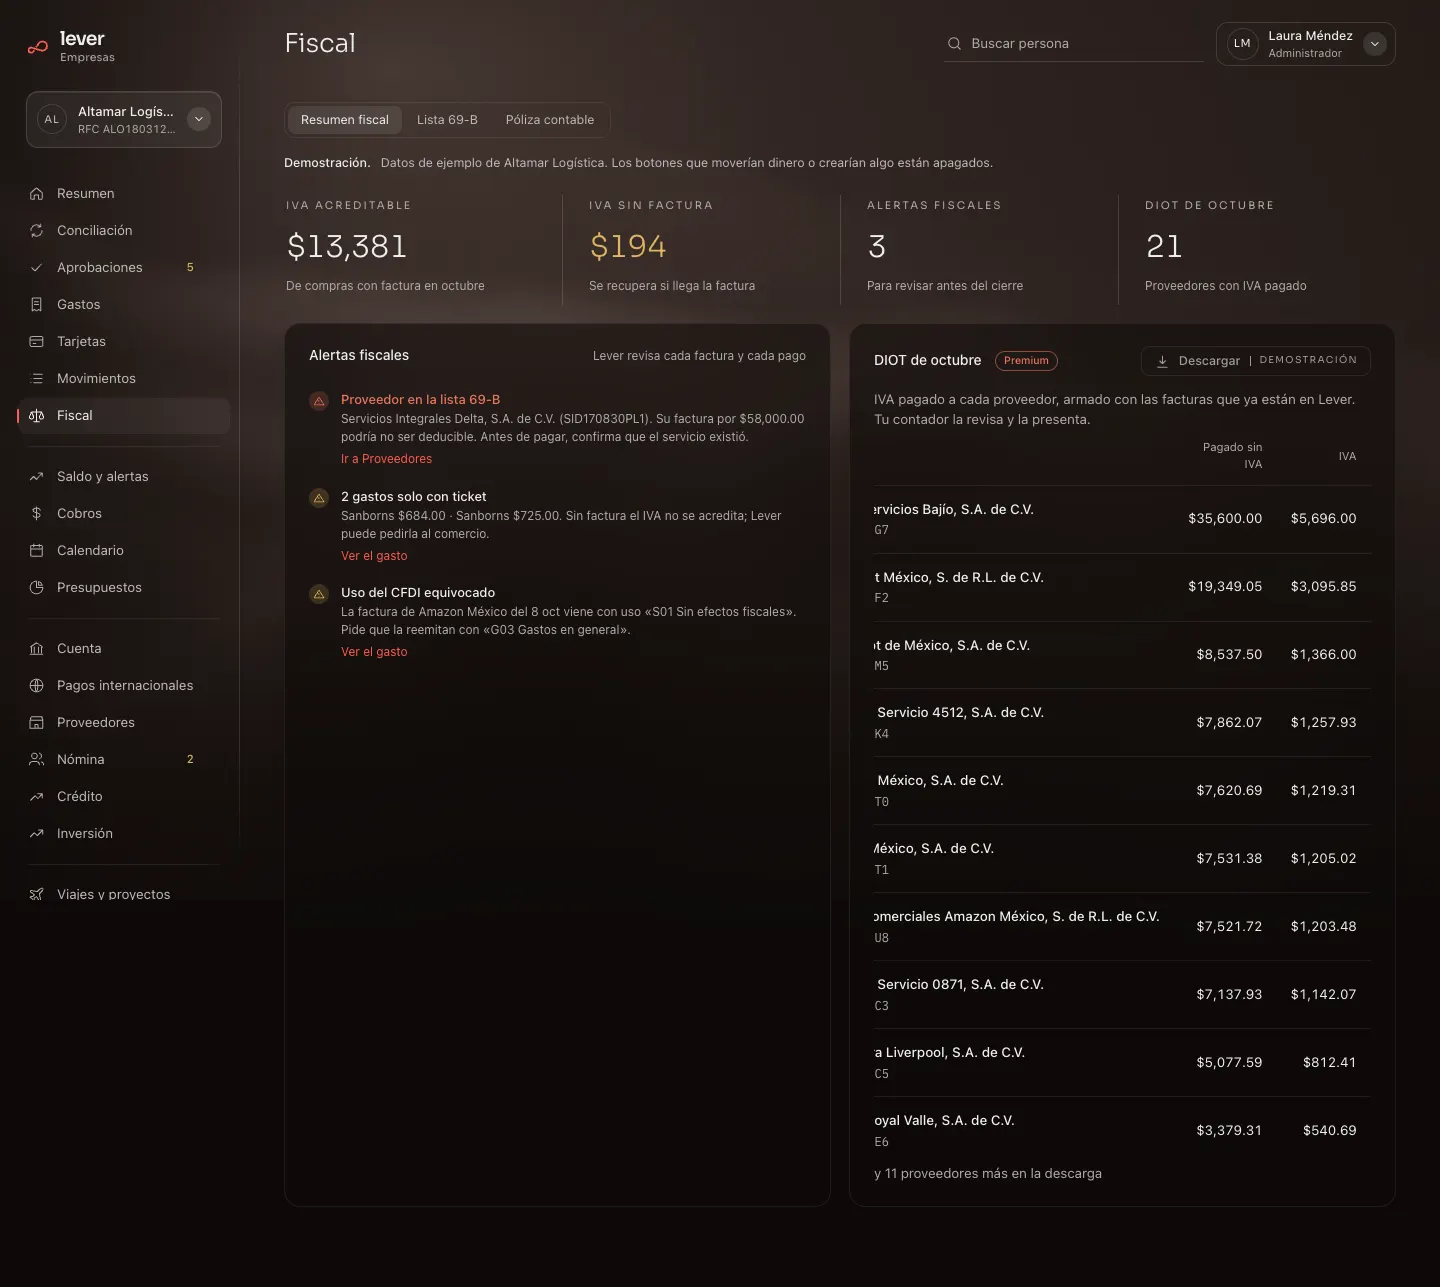 lever
Empresas
Fiscal
Buscar persona
LM
Laura Méndez
Administrador
AL
Altamar Logís...
RFC ALO180312...
Resumen
Conciliación
Aprobaciones 5
Gastos
Tarjetas
Movimientos
Fiscal
Saldo y alertas
Cobros
Calendario
Presupuestos
Cuenta
Pagos internacionales
Proveedores
Nómina 2
Crédito
Inversión
Viajes y proyectos
Resumen fiscal Lista 69-B Póliza contable
Demostración. Datos de ejemplo de Altamar Logística. Los botones que moverían dinero o crearían algo están apagados.
IVA ACREDITABLE
$13,381
De compras con factura en octubre
IVA SIN FACTURA
$194
Se recupera si llega la factura
ALERTAS FISCALES
3
Para revisar antes del cierre
DIOT DE OCTUBRE
21
Proveedores con IVA pagado
Alertas fiscales
Lever revisa cada factura y cada pago
Proveedor en la lista 69-B
Servicios Integrales Delta, S.A. de C.V. (SID170830PL1). Su factura por $58,000.00
podría no ser deducible. Antes de pagar, confirma que el servicio existió.
Ir a Proveedores
2 gastos solo con ticket
Sanborns $684.00 · Sanborns $725.00. Sin factura el IVA no se acredita; Lever
puede pedirla al comercio.
Ver el gasto
Uso del CFDI equivocado
La factura de Amazon México del 8 oct viene con uso «S01 Sin efectos fiscales».
Pide que la reemitan con «G03 Gastos en general».
Ver el gasto
DIOT de octubre Premium
Descargar | DEMOSTRACIÓN
IVA pagado a cada proveedor, armado con las facturas que ya están en Lever.
Tu contador la revisa y la presenta.
Pagado sin
IVA
IVA
ervicios Bajío, S.A. de C.V.
G7
$35,600.00 $5,696.00
t México, S. de R.L. de C.V.
F2
$19,349.05 $3,095.85
ot de México, S.A. de C.V.
M5
$8,537.50 $1,366.00
Servicio 4512, S.A. de C.V.
K4
$7,862.07 $1,257.93
México, S.A. de C.V.
T0
$7,620.69 $1,219.31
México, S.A. de C.V.
T1
$7,531.38 $1,205.02
omerciales Amazon México, S. de R.L. de C.V.
U8
$7,521.72 $1,203.48
Servicio 0871, S.A. de C.V.
C3
$7,137.93 $1,142.07
a Liverpool, S.A. de C.V.
C5
$5,077.59 $812.41
oyal Valle, S.A. de C.V.
E6
$3,379.31 $540.69
y 11 proveedores más en la descarga